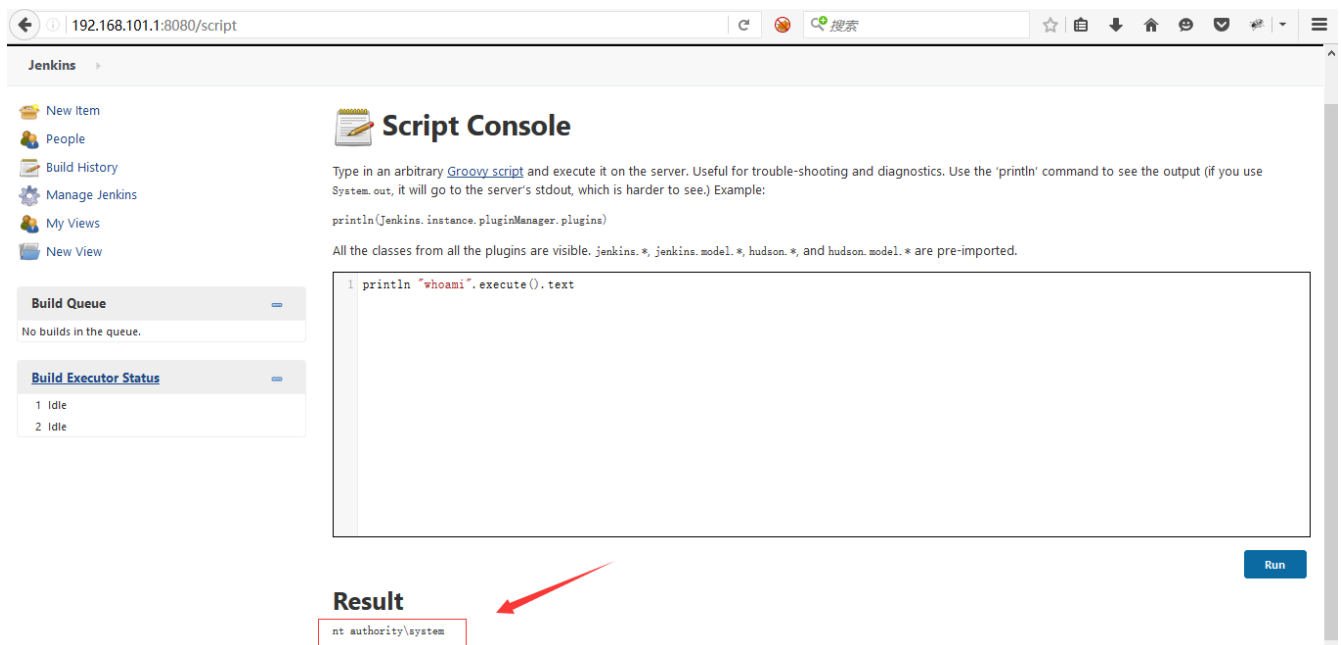 192.168.101.1:8080/script
搜索
Jenkins
New Item
People
Build History
Manage Jenkins
My Views
New View
Build Queue
No builds in the queue.
Build Executor Status
1 Idle
2 Idle
Script Console
Type in an arbitrary Groovy script and execute it on the server. Useful for trouble-shooting and diagnostics. Use the 'println' command to see the output (if you use
System.out, it will go to the server's stdout, which is harder to see.) Example:
println(Jenkins.instance.pluginManager.plugins)
All the classes from all the plugins are visible. jenkins.*, jenkins.model.*, hudson.*, and hudson.model.* are pre-imported.
1 println "whoami".execute().text
Run
Result
nt authority\system